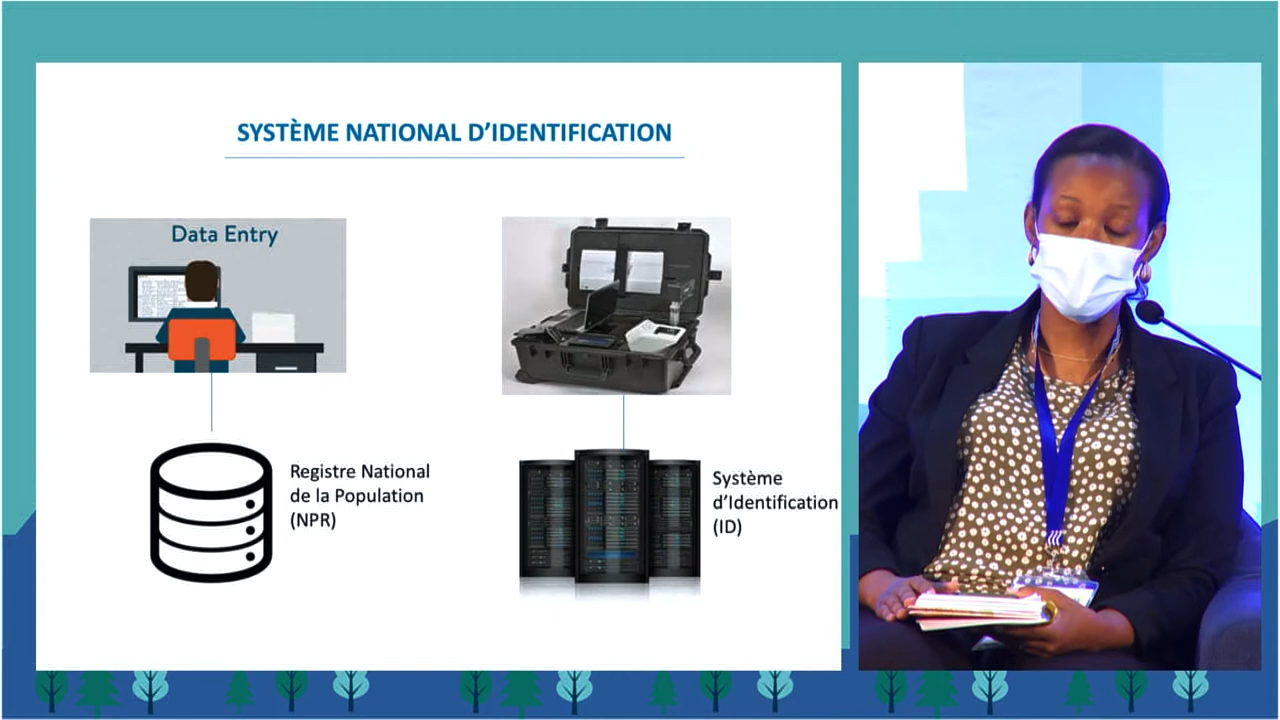 SYSTÈME NATIONAL D’IDENTIFICATION
Data Entry
Registre National
de la Population
(NPR)
Système
d’Identification
(ID)